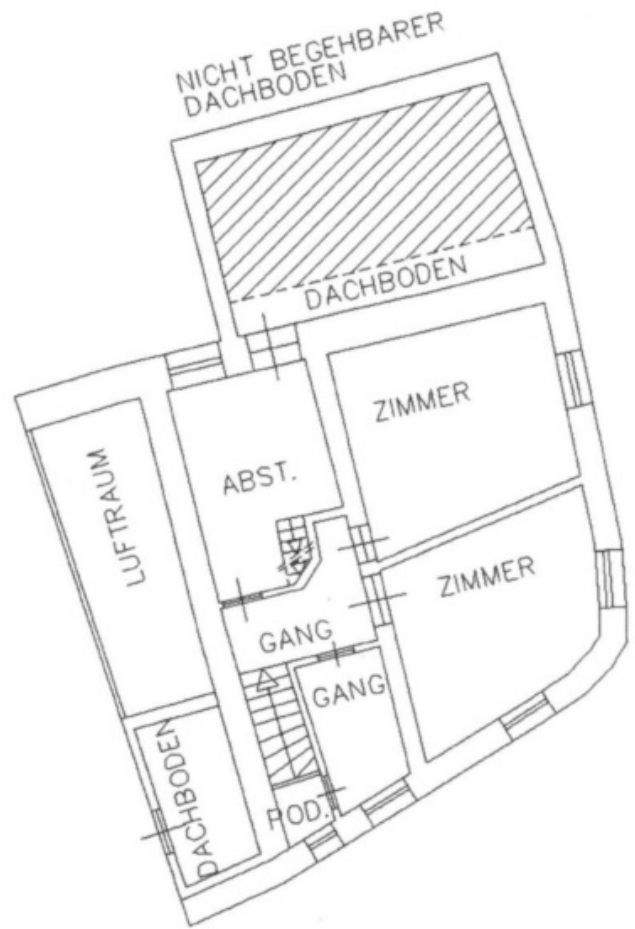 NICHT BEGEHBARER
DACHBODEN
DACHBODEN
ZIMMER
LUFTRAUM
ABST.
ZIMMER
GANG
GANG
DACHBODEN
POD.